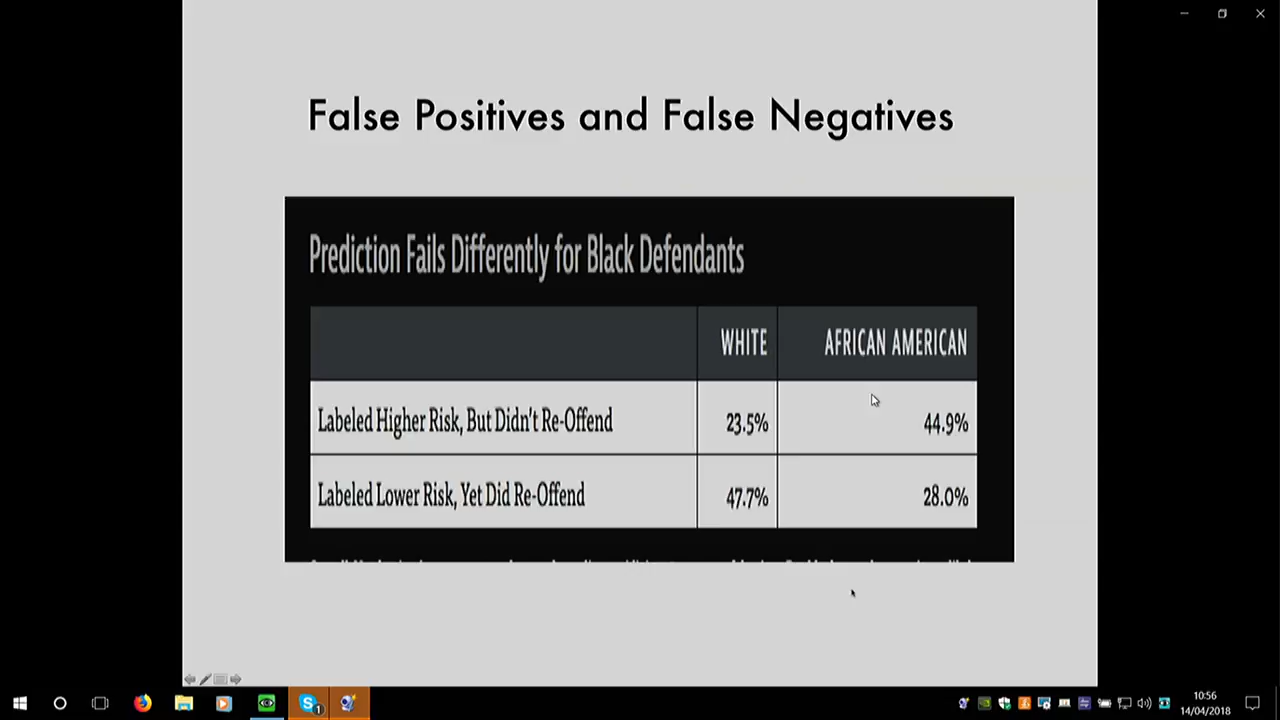 False Positives and False Negatives
Prediction Fails Differently for Black Defendants
WHITE AFRICAN AMERICAN
Labeled Higher Risk, But Didn't Re-Offend 23.5% 44.9%
Labeled Lower Risk, Yet Did Re-Offend 47.7% 28.0%
1
10:56
14/04/2018